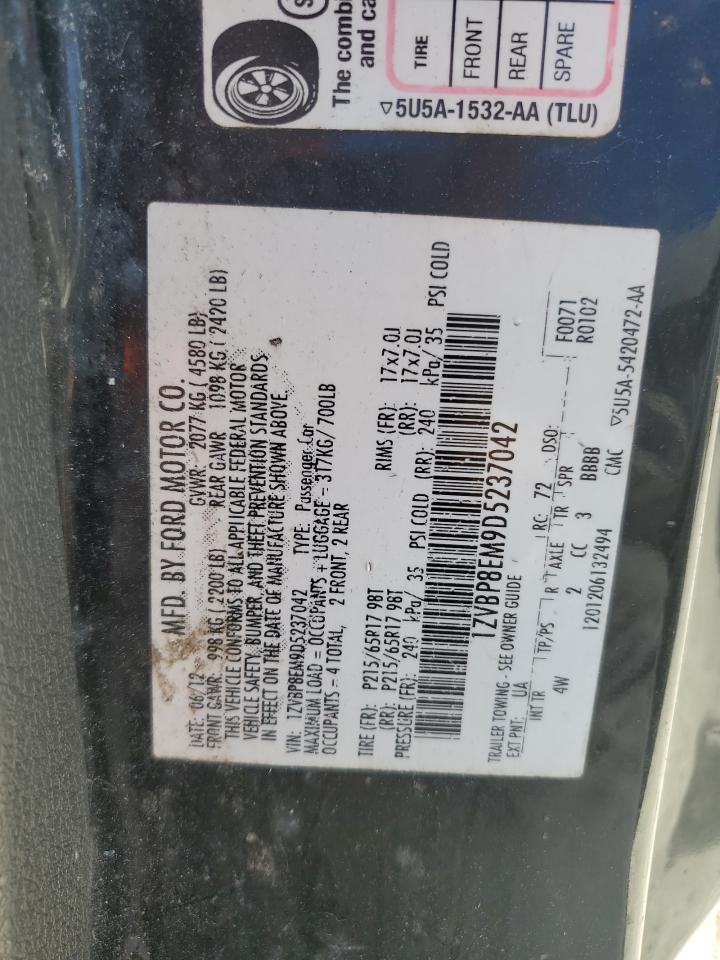 The comb
and ca
TIRE
FRONT
REAR
SPARE
5U5A-1532-AA (TLU)
MFD. BY FORD MOTOR CO.
DATE: 06/12 GVWR: 2077 KG ( 4580 LB)
FRONT GAWR: 998 KG ( 2200 LB) REAR GAWR 1098 KG ( 2420 LB)
THIS VEHICLE CONFORMS TO ALL APPLICABLE FEDERAL MOTOR
VEHICLE SAFETY, BUMPER, AND THEFT PREVENTION STANDARDS
IN EFFECT ON THE DATE OF MANUFACTURE SHOWN ABOVE.
VIN: 1ZVBP8EM9D5237042 TYPE: Passenger Car
MAXIMUM LOAD = OCCUPANTS + LUGGAGE = 317KG/ 700LB
OCCUPANTS = 4 TOTAL, 2 FRONT, 2 REAR
TIRE (FR): P215/65R17 98T RIMS (FR): 17x7.0J
(RR): P215/65R17 98T (RR): 17x7.0J
PRESSURE (FR): 240 kPa/ 35 PSI COLD (RR): 240 kPa/ 35 PSI COLD
1ZVBP8EM9D5237042
TRAILER TOWING - SEE OWNER GUIDE
EXT PNT: UA RC: 72 DSO:
INT TR TP/PS R AXLE TR SPR F0071
4W 2 CC 3 BBBB R0102
1201206132494 CMC
5U5A-5420472-AA